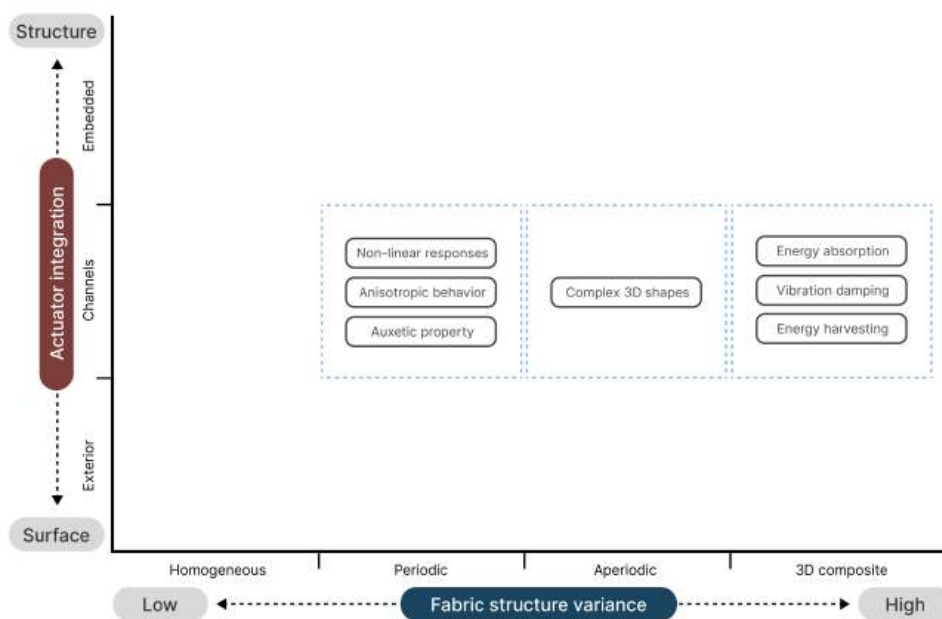 Structure
Embedded
Actuator integration
Channels
Exterior
Surface
Non-linear responses
Anisotropic behavior
Auxetic property
Complex 3D shapes
Energy absorption
Vibration damping
Energy harvesting
Homogeneous
Periodic
Aperiodic
3D composite
Low
Fabric structure variance
High